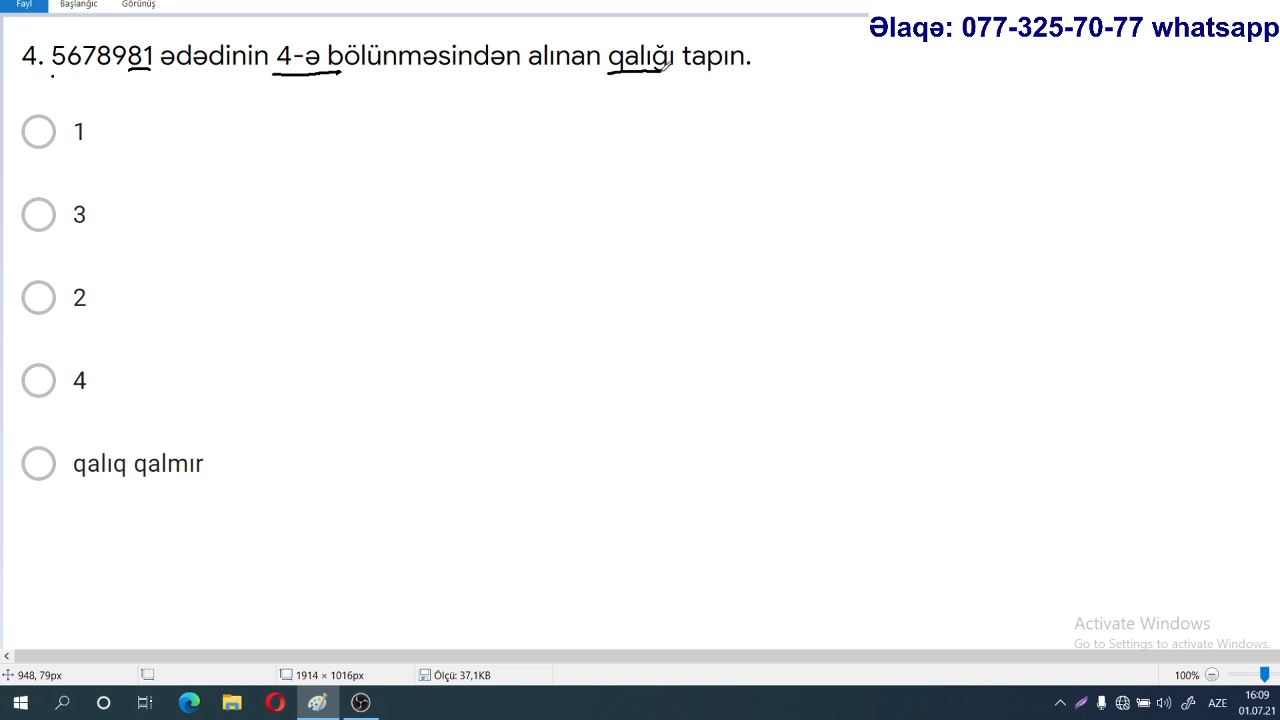 Fayl Başlanğıc Görünüş
Əlaqə: 077-325-70-77 whatsapp
4. 5678981 ədədinin 4-ə bölünməsindən alınan qalığı tapın.
1
3
2
4
qalıq qalmır
Activate Windows
Go to Settings to activate Windows.
948, 79px 1914 × 1016px Ölçü: 37,1KB 100%
AZE 16:09
01.07.21